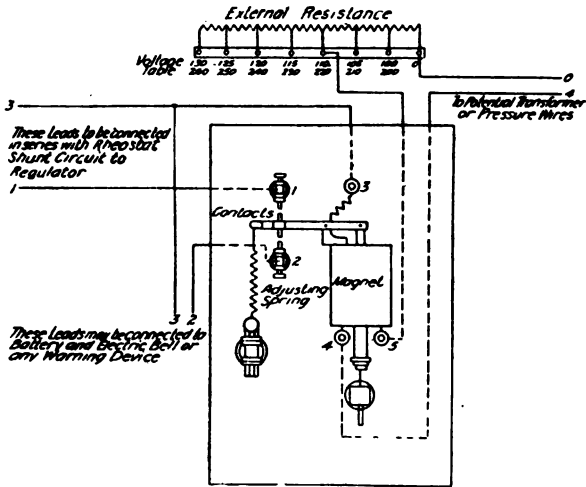 External Resistance
Voltage Table
130 125 120 115 110 105 100 0
260 250 240 230 220 210 200
0
4
To Potential Transformer
or Pressure Wires
3
These Leads to be connected
in series with Rheostat
Shunt Circuit to
Regulator
1
1
3
Contacts
2
Adjusting
Spring
Magnet
3 2
4 5
These Leads may be connected to
Battery and Electric Bell or
any Warning Device